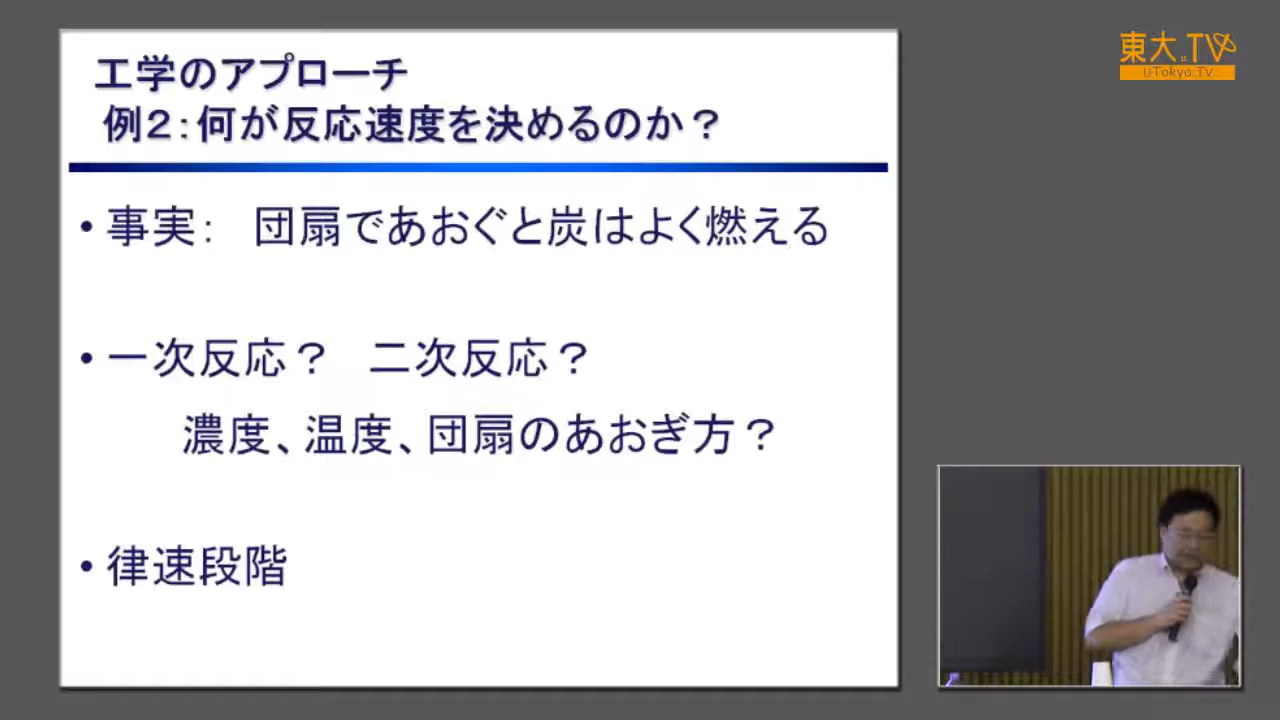 工学のアプローチ
例2:何が反応速度を決めるのか?
• 事実: 団扇であおぐと炭はよく燃える
• 一次反応? 二次反応?
濃度、温度、団扇のあおぎ方?
• 律速段階
東大.TV
UTokyo.TV